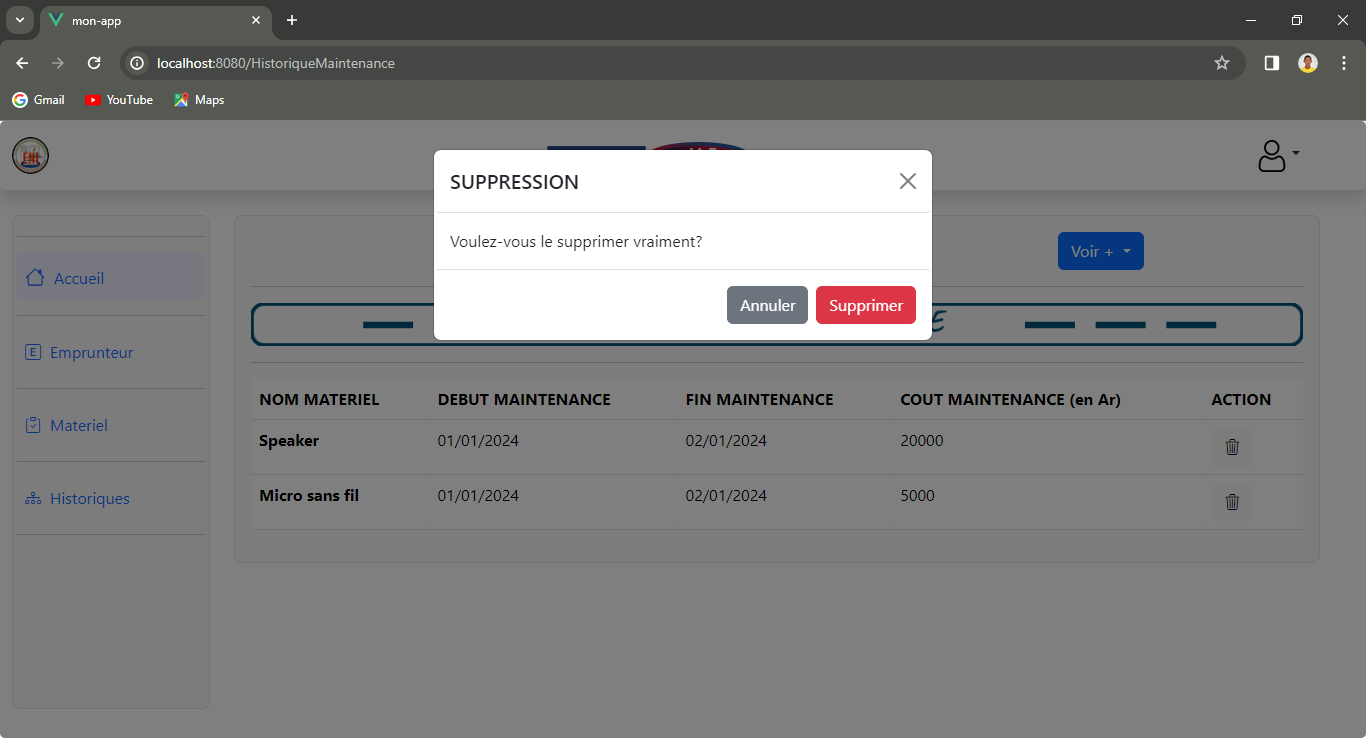 mon-app
localhost:8080/HistoriqueMaintenance
Gmail YouTube Maps
SUPPRESSION
Voulez-vous le supprimer vraiment?
Annuler Supprimer
Voir +
Accueil
E Emprunteur
Materiel
Historiques
E
NOM MATERIEL DEBUT MAINTENANCE FIN MAINTENANCE COUT MAINTENANCE (en Ar) ACTION
Speaker 01/01/2024 02/01/2024 20000
Micro sans fil 01/01/2024 02/01/2024 5000